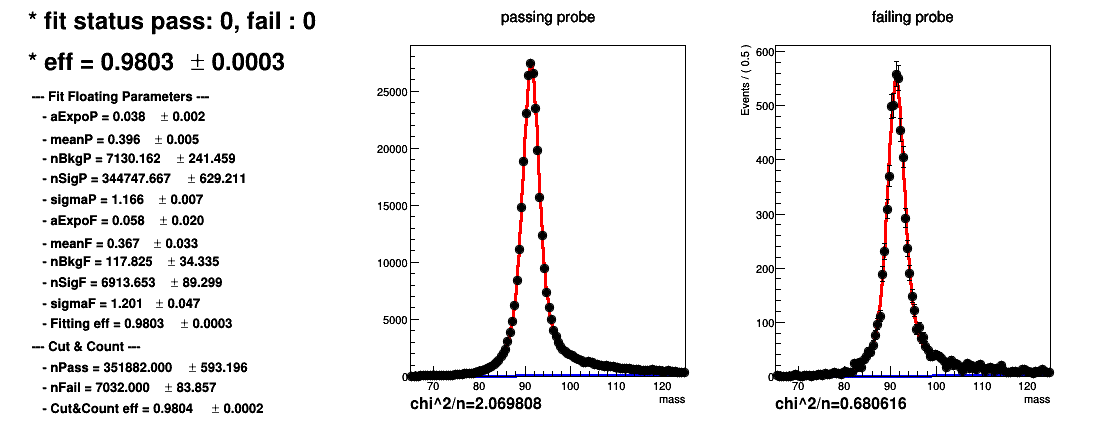 * fit status pass: 0, fail : 0
* eff = 0.9803 ± 0.0003
--- Fit Floating Parameters ---
- aExpoP = 0.038 ± 0.002
- meanP = 0.396 ± 0.005
- nBkgP = 7130.162 ± 241.459
- nSigP = 344747.667 ± 629.211
- sigmaP = 1.166 ± 0.007
- aExpoF = 0.058 ± 0.020
- meanF = 0.367 ± 0.033
- nBkgF = 117.825 ± 34.335
- nSigF = 6913.653 ± 89.299
- sigmaF = 1.201 ± 0.047
- Fitting eff = 0.9803 ± 0.0003
--- Cut & Count ---
- nPass = 351882.000 ± 593.196
- nFail = 7032.000 ± 83.857
- Cut&Count eff = 0.9804 ± 0.0002
passing probe
25000
20000
15000
10000
5000
0
70 80 90 100 110 120
mass
chi^2/n=2.069808
failing probe
Events / ( 0.5 )
600
500
400
300
200
100
0
70 80 90 100 110 120
mass
chi^2/n=0.680616